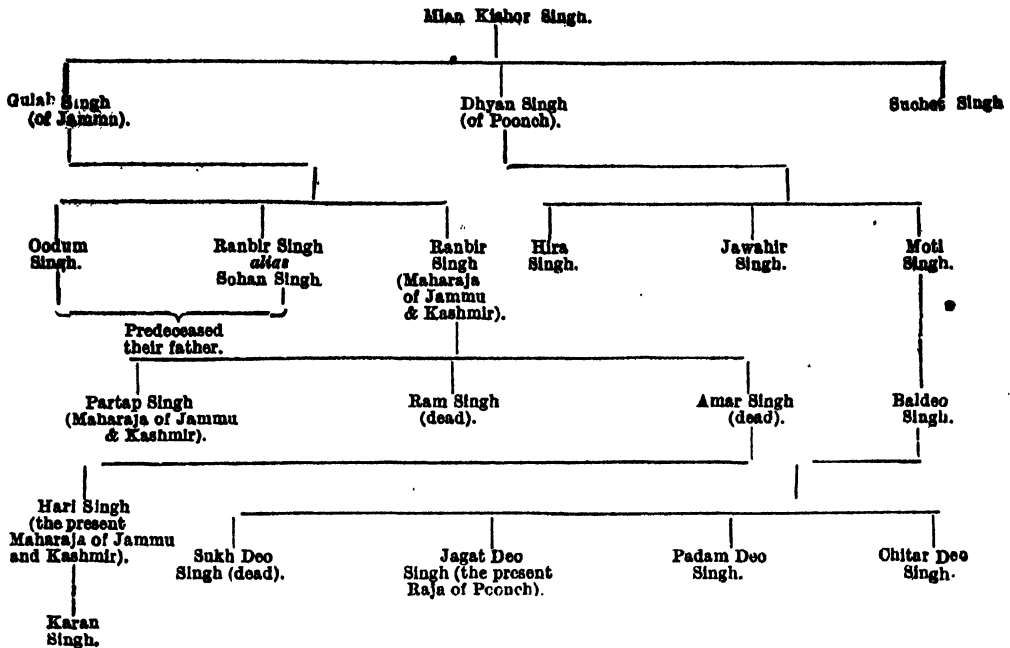 Mian Kishor Singh.
Gulab Singh
(of Jammu).
Dhyan Singh
(of Poonch).
Suchet Singh
Oodum
Singh.
Ranbir Singh
alias
Sohan Singh
Ranbir
Singh
(Maharaja
of Jammu
& Kashmir).
Hira
Singh.
Jawahir
Singh.
Moti
Singh.
Predeceased
their father.
Partap Singh
(Maharaja of Jammu
& Kashmir).
Ram Singh
(dead).
Amar Singh
(dead).
Baldeo
Singh.
Hari Singh
(the present
Maharaja of Jammu
and Kashmir).
Sukh Deo
Singh (dead).
Jagat Deo
Singh (the present
Raja of Poonch).
Padam Deo
Singh.
Chitar Deo
Singh.
Karan
Singh.